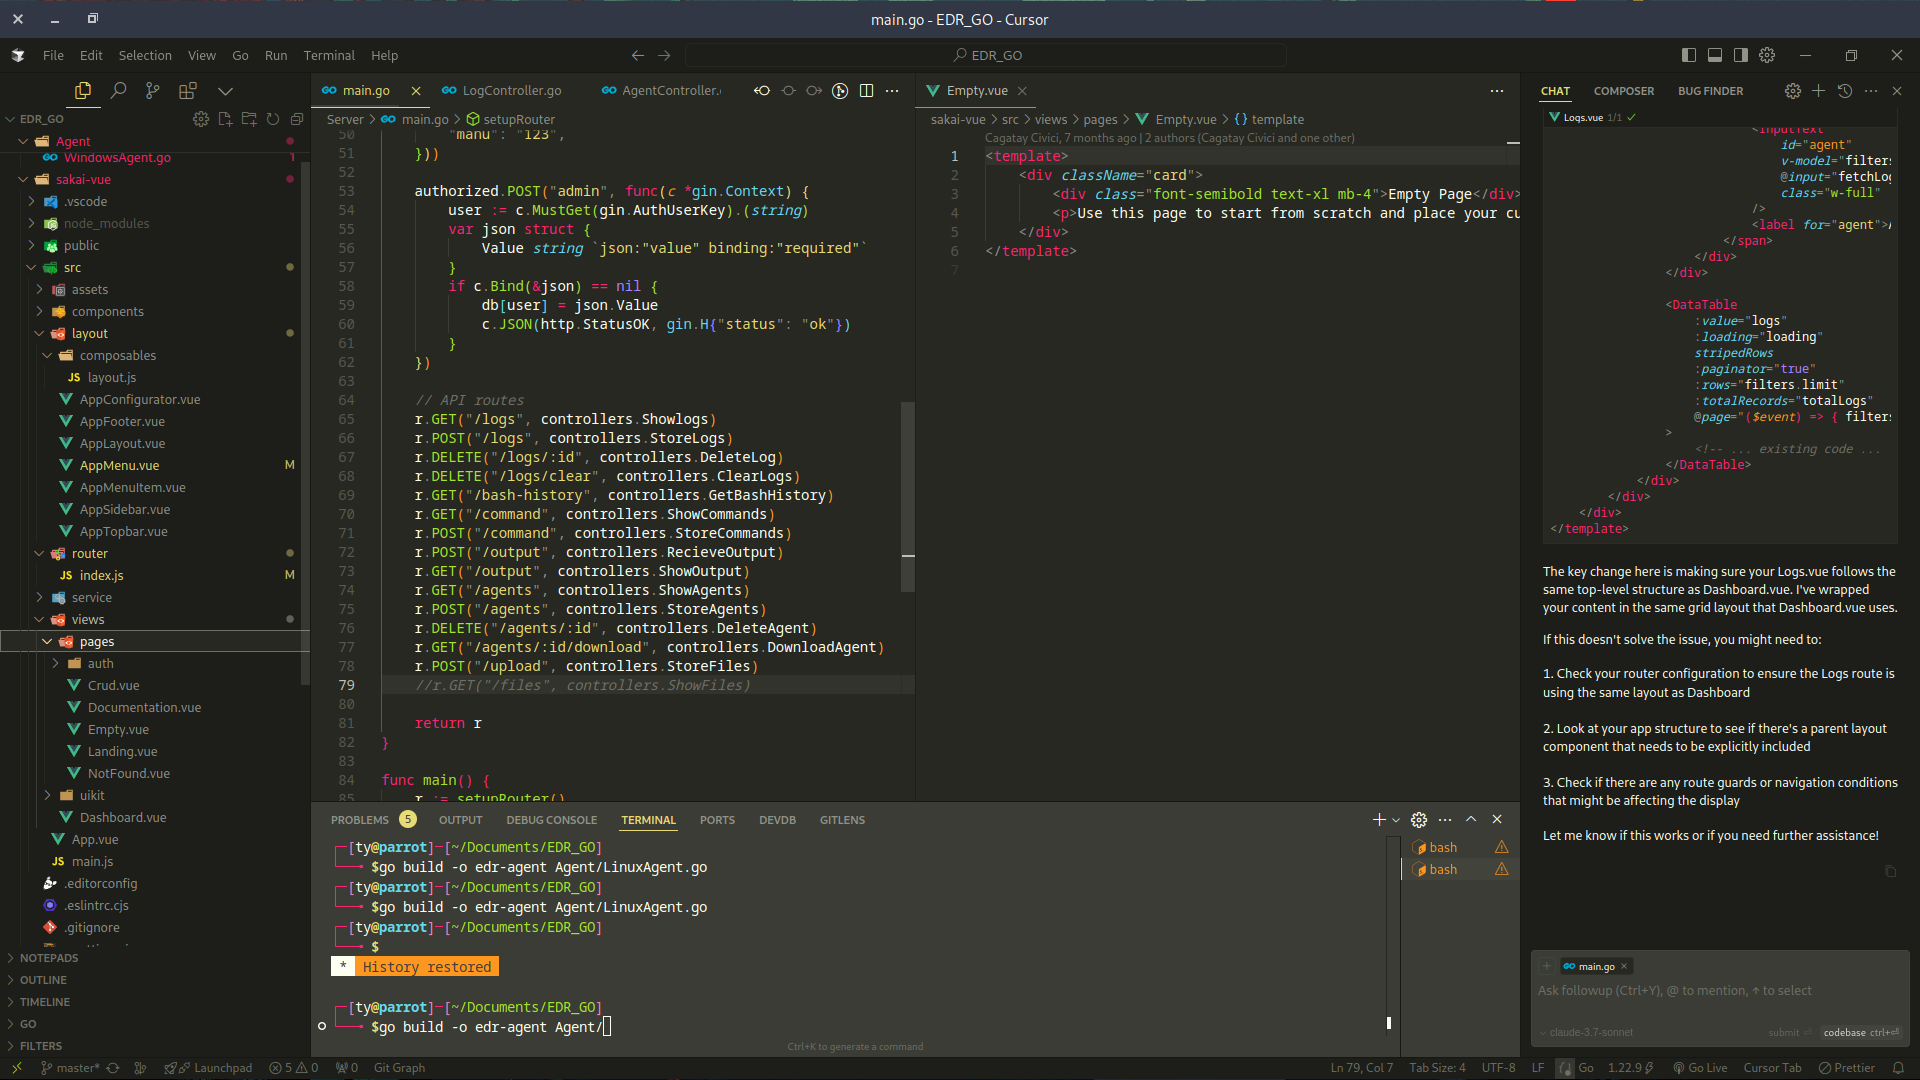 main.go - EDR_GO - Cursor
File Edit Selection View Go Run Terminal Help
EDR_GO
EDR_GO
Agent
WindowsAgent.go 1
sakai-vue
.vscode
node_modules
public
src
assets
components
layout
composables
JS layout.js
AppConfigurator.vue
AppFooter.vue
AppLayout.vue
AppMenu.vue M
AppMenuItem.vue
AppSidebar.vue
AppTopbar.vue
router
JS index.js M
service
views
pages
auth
Crud.vue
Documentation.vue
Empty.vue
Landing.vue
NotFound.vue
uikit
Dashboard.vue
App.vue
JS main.js
.editorconfig
.eslintrc.cjs
.gitignore
NOTEPADS
OUTLINE
TIMELINE
GO
FILTERS
main.go LogController.go AgentController.
Server > main.go > setupRouter
50 "manu": "123",
51 }))
52
53 authorized.POST("admin", func(c *gin.Context) {
54 user := c.MustGet(gin.AuthUserKey).(string)
55 var json struct {
56 Value string `json:"value" binding:"required"`
57 }
58 if c.Bind(&json) == nil {
59 db[user] = json.Value
60 c.JSON(http.StatusOK, gin.H{"status": "ok"})
61 }
62 })
63
64 // API routes
65 r.GET("/logs", controllers.Showlogs)
66 r.POST("/logs", controllers.StoreLogs)
67 r.DELETE("/logs/:id", controllers.DeleteLog)
68 r.DELETE("/logs/clear", controllers.ClearLogs)
69 r.GET("/bash-history", controllers.GetBashHistory)
70 r.GET("/command", controllers.ShowCommands)
71 r.POST("/command", controllers.StoreCommands)
72 r.POST("/output", controllers.RecieveOutput)
73 r.GET("/output", controllers.ShowOutput)
74 r.GET("/agents", controllers.ShowAgents)
75 r.POST("/agents", controllers.StoreAgents)
76 r.DELETE("/agents/:id", controllers.DeleteAgent)
77 r.GET("/agents/:id/download", controllers.DownloadAgent)
78 r.POST("/upload", controllers.StoreFiles)
79 //r.GET("/files", controllers.ShowFiles)
80
81 return r
82 }
83
84 func main() {
85 r := setupRouter()
Empty.vue
sakai-vue > src > views > pages > Empty.vue > {} template
Cagatay Civici, 7 months ago | 2 authors (Cagatay Civici and one other)
1 <template>
2 <div className="card">
3 <div class="font-semibold text-xl mb-4">Empty Page</div>
4 <p>Use this page to start from scratch and place your cu
5 </div>
6 </template>
7
PROBLEMS 5 OUTPUT DEBUG CONSOLE TERMINAL PORTS DEVDB GITLENS
[ty@parrot]-[~/Documents/EDR_GO]
$go build -o edr-agent Agent/LinuxAgent.go
[ty@parrot]-[~/Documents/EDR_GO]
$go build -o edr-agent Agent/LinuxAgent.go
[ty@parrot]-[~/Documents/EDR_GO]
$
* History restored
[ty@parrot]-[~/Documents/EDR_GO]
$go build -o edr-agent Agent/
Ctrl+K to generate a command
bash
bash
CHAT COMPOSER BUG FINDER
Logs.vue 1/1
<InputText
id="agent"
v-model="filters
@input="fetchLog
class="w-full"
/>
<label for="agent">
</span>
</div>
</div>
<DataTable
:value="logs"
:loading="loading"
stripedRows
:paginator="true"
:rows="filters.limit"
:totalRecords="totalLogs"
@page="($event) => { filters
>
<!-- ... existing code ...
</DataTable>
</div>
</div>
</div>
</template>
The key change here is making sure your Logs.vue follows the
same top-level structure as Dashboard.vue. I've wrapped
your content in the same grid layout that Dashboard.vue uses.
If this doesn't solve the issue, you might need to:
1. Check your router configuration to ensure the Logs route is
using the same layout as Dashboard
2. Look at your app structure to see if there's a parent layout
component that needs to be explicitly included
3. Check if there are any route guards or navigation conditions
that might be affecting the display
Let me know if this works or if you need further assistance!
main.go
Ask followup (Ctrl+Y), @ to mention, ↑ to select
claude-3.7-sonnet submit codebase ctrl+⏎
master* Launchpad 5 0 0 Git Graph
Ln 79, Col 7 Tab Size: 4 UTF-8 LF Go 1.22.9 Go Live Cursor Tab Prettier